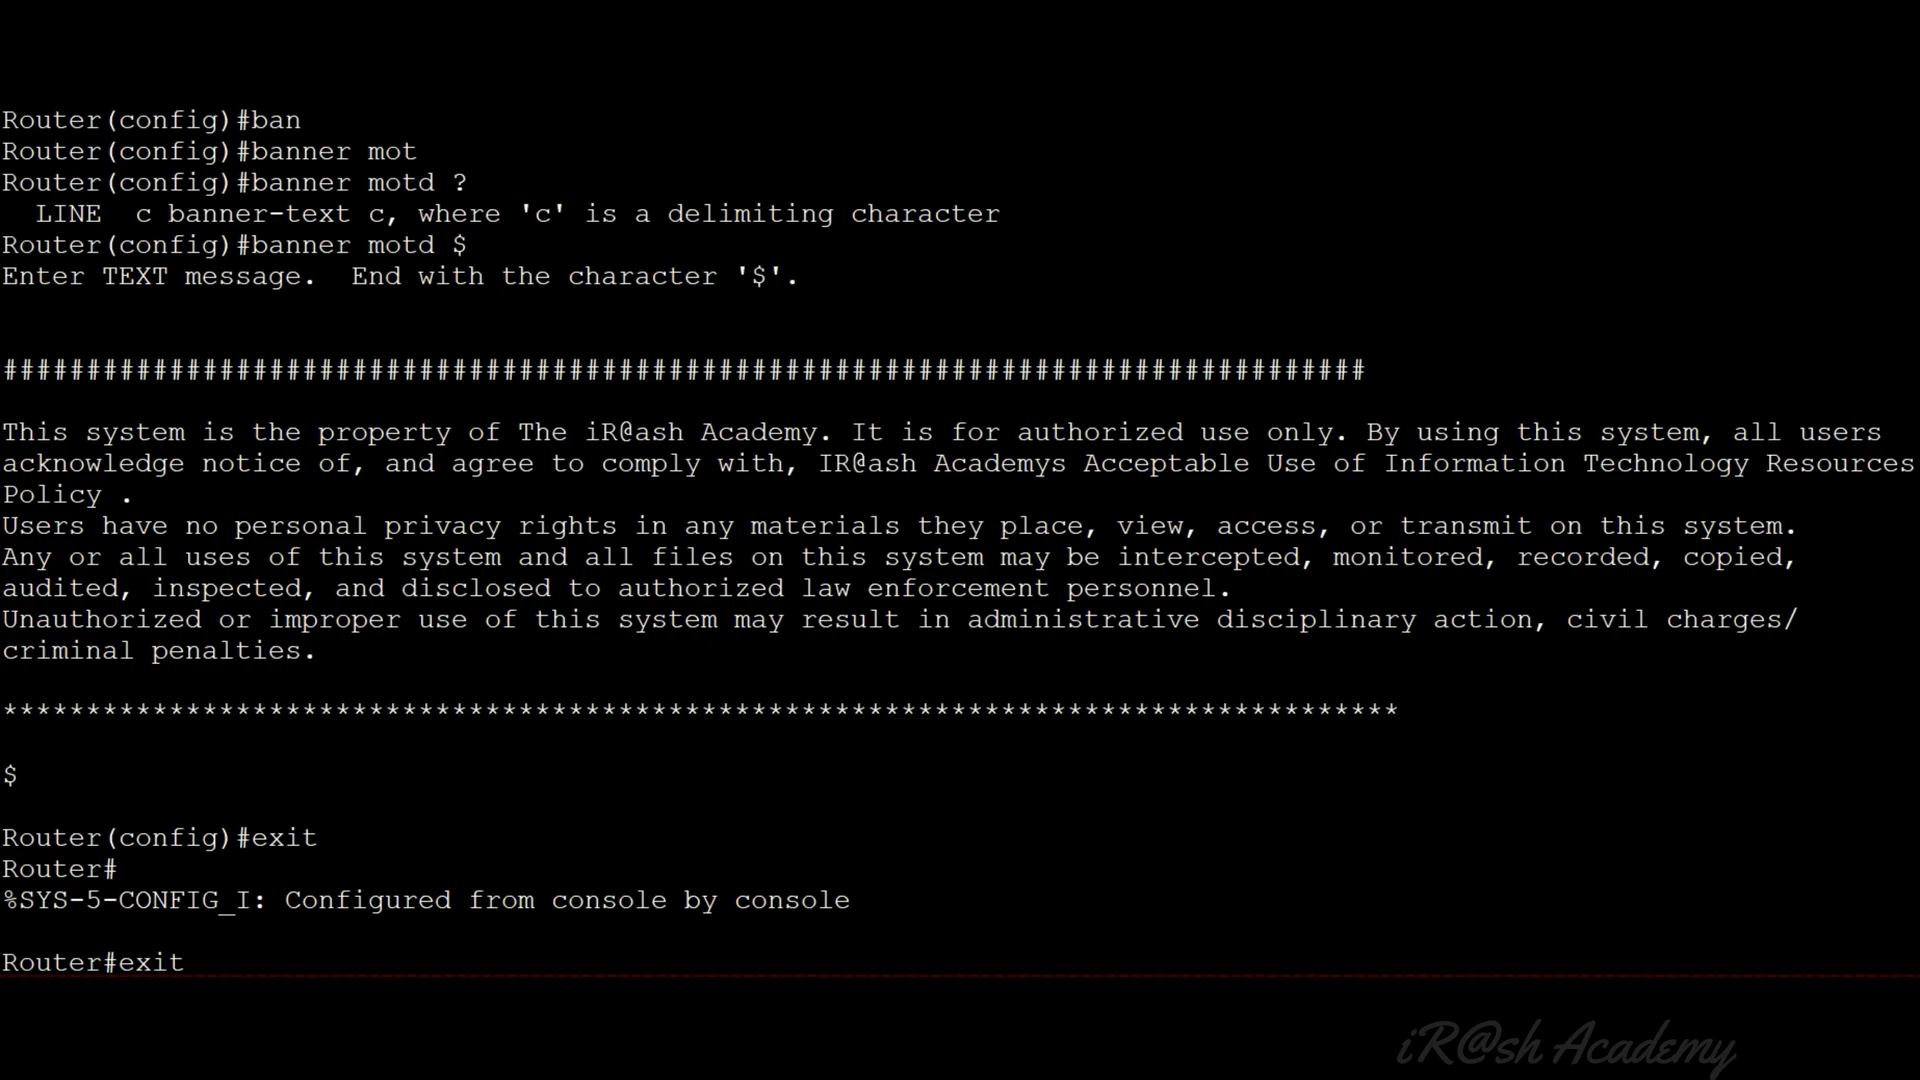 Router(config)#ban
Router(config)#banner mot
Router(config)#banner motd ?
  LINE  c banner-text c, where 'c' is a delimiting character
Router(config)#banner motd $
Enter TEXT message.  End with the character '$'.
##################################################################################
This system is the property of The iR@ash Academy. It is for authorized use only. By using this system, all users
acknowledge notice of, and agree to comply with, IR@ash Academys Acceptable Use of Information Technology Resources
Policy .
Users have no personal privacy rights in any materials they place, view, access, or transmit on this system.
Any or all uses of this system and all files on this system may be intercepted, monitored, recorded, copied,
audited, inspected, and disclosed to authorized law enforcement personnel.
Unauthorized or improper use of this system may result in administrative disciplinary action, civil charges/
criminal penalties.
************************************************************************************
$
Router(config)#exit
Router#
%SYS-5-CONFIG_I: Configured from console by console
Router#exit
iR@sh Academy